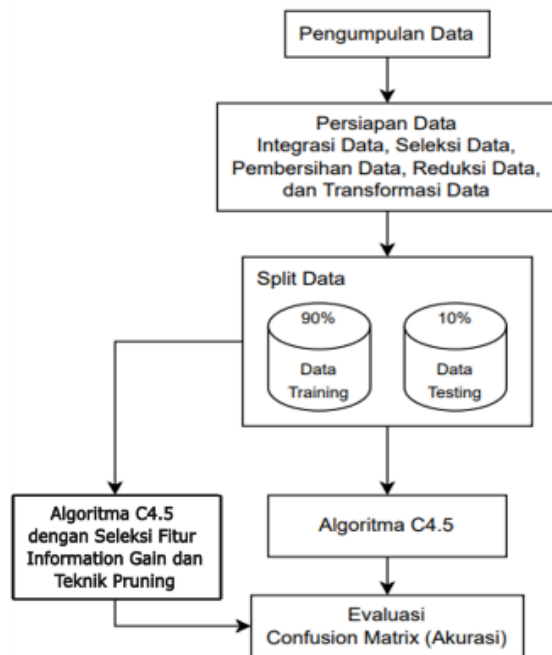 Pengumpulan Data
Persiapan Data
Integrasi Data, Seleksi Data,
Pembersihan Data, Reduksi Data,
dan Transformasi Data
Split Data
90%
Data
Training
10%
Data
Testing
Algoritma C4.5
dengan Seleksi Fitur
Information Gain dan
Teknik Pruning
Algoritma C4.5
Evaluasi
Confusion Matrix (Akurasi)